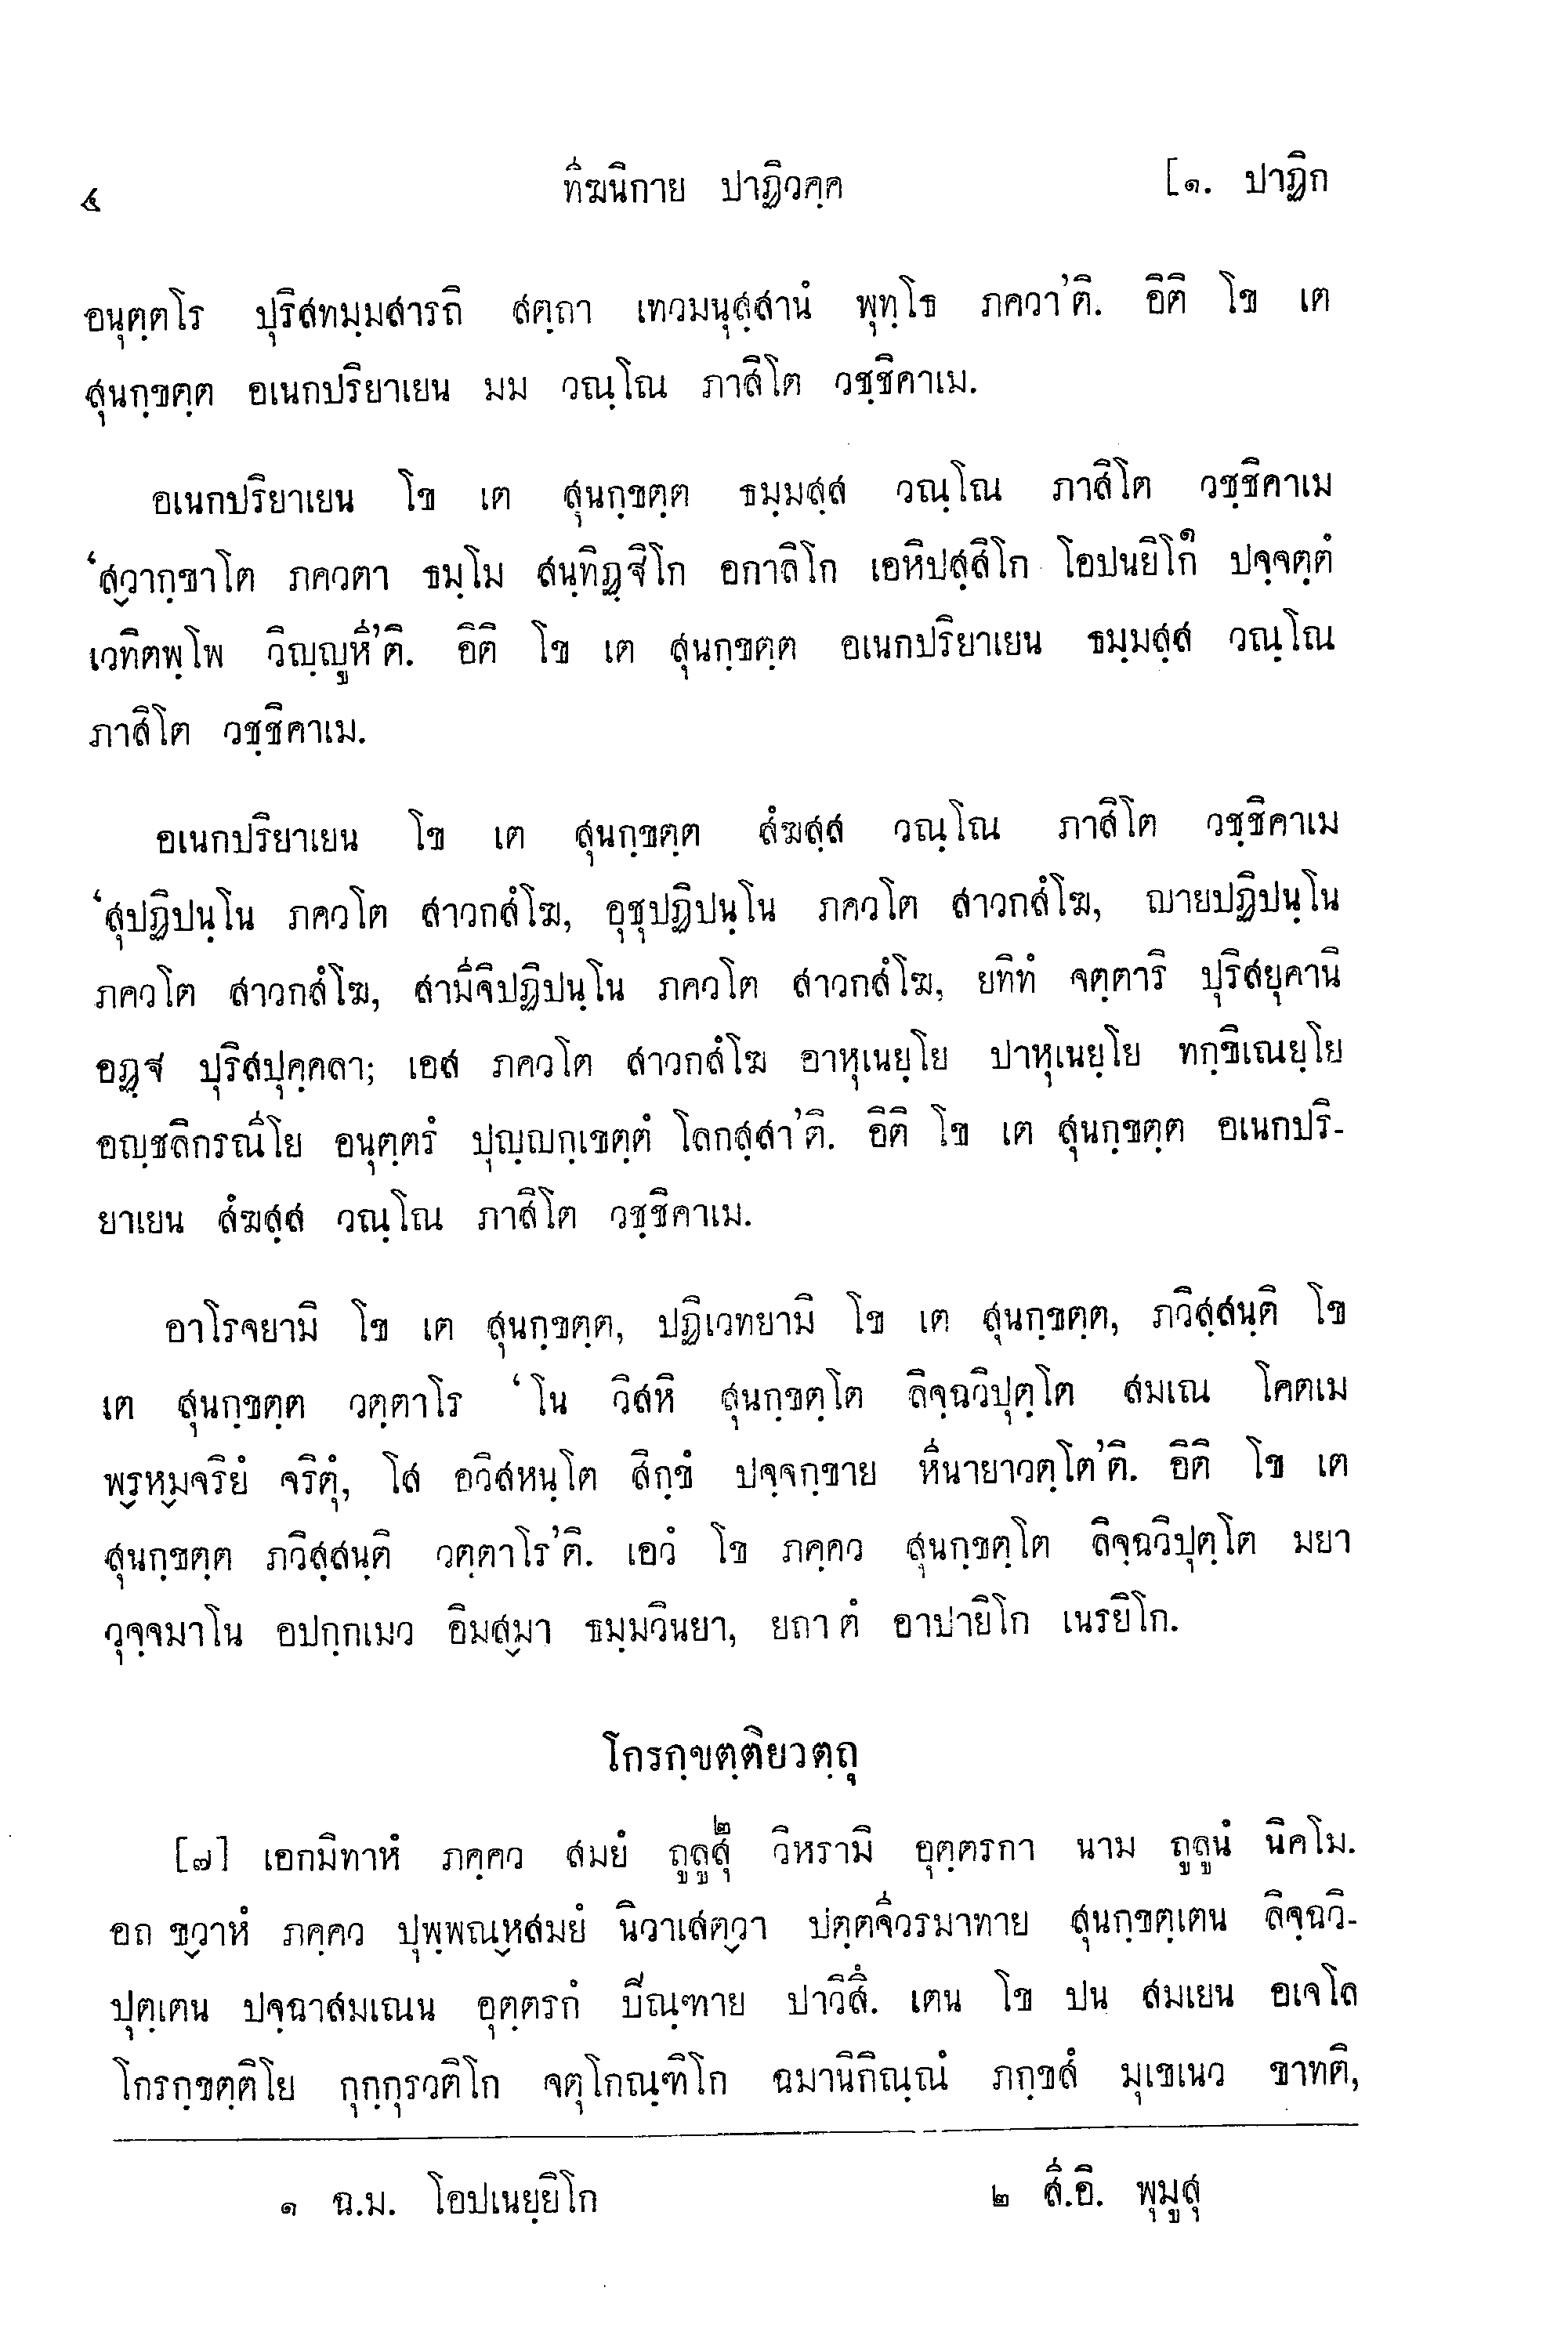 ๔ ทีฆนิกาย ปาฏิวคฺค [๑. ปาฏิก
อนุตฺตโร ปุริสทมฺมสารถิ สตฺถา เทวมนุสฺสานํ พุทฺโธ ภควา’ติ. อิติ โข เต
สุนกฺขตฺต อเนกปริยาเยน มม วณฺโณ ภาสิโต วชฺชิคาเม.
อเนกปริยาเยน โข เต สุนกฺขตฺต ธมฺมสฺส วณฺโณ ภาสิโต วชฺชิคาเม
‘สฺวากฺขาโต ภควตา ธมฺโม สนฺทิฏฺฐิโก อกาลิโก เอหิปสฺสิโก โอปนยิโก๑ ปจฺจตฺตํ
เวทิตพฺโพ วิญฺญูหี’ติ. อิติ โข เต สุนกฺขตฺต อเนกปริยาเยน ธมฺมสฺส วณฺโณ
ภาสิโต วชฺชิคาเม.
อเนกปริยาเยน โข เต สุนกฺขตฺต สํฆสฺส วณฺโณ ภาสิโต วชฺชิคาเม
‘สุปฏิปนฺโน ภควโต สาวกสํโฆ, อุชุปฏิปนฺโน ภควโต สาวกสํโฆ, ญายปฏิปนฺโน
ภควโต สาวกสํโฆ, สามีจิปฏิปนฺโน ภควโต สาวกสํโฆ, ยทิทํ จตฺตาริ ปุริสยุคานิ
อฏฺฐ ปุริสปุคฺคลา; เอส ภควโต สาวกสํโฆ อาหุเนยฺโย ปาหุเนยฺโย ทกฺขิเณยฺโย
อญฺชลิกรณีโย อนุตฺตรํ ปุญฺญกฺเขตฺตํ โลกสฺสา’ติ. อิติ โข เต สุนกฺขตฺต อเนกปริ-
ยาเยน สํฆสฺส วณฺโณ ภาสิโต วชฺชิคาเม.
อาโรจยามิ โข เต สุนกฺขตฺต, ปฏิเวทยามิ โข เต สุนกฺขตฺต, ภวิสฺสนฺติ โข
เต สุนกฺขตฺต วตฺตาโร ‘โน วิสหิ สุนกฺขตฺโต ลิจฺฉวิปุตฺโต สมเณ โคตเม
พฺรหฺมจริยํ จริตุํ, โส อวิสหนฺโต สิกฺขํ ปจฺจกฺขาย หีนายาวตฺโต’ติ. อิติ โข เต
สุนกฺขตฺต ภวิสฺสนฺติ วตฺตาโร’ติ. เอวํ โข ภคฺคว สุนกฺขตฺโต ลิจฺฉวิปุตฺโต มยา
วุจฺจมาโน อปกฺกเมว อิมสฺมา ธมฺมวินยา, ยถา ตํ อาปายิโก เนรยิโก.
โกรกฺขตฺติยวตฺถุ
[๗] เอกมิทาหํ ภคฺคว สมยํ ถูลูสุ๒ วิหรามิ อุตฺตรกา นาม ถูลูนํ นิคโม.
อถ ขฺวาหํ ภคฺคว ปุพฺพณฺหสมยํ นิวาเสตฺวา ปตฺตจีวรมาทาย สุนกฺขตฺเตน ลิจฺฉวิ-
ปุตฺเตน ปจฺฉาสมเณน อุตฺตรกํ ปิณฺฑาย ปาวิสึ. เตน โข ปน สมเยน อเจโล
โกรกฺขตฺติโย กุกฺกุรวติโก จตุโกณฺฑิโก ฉมานิกิณฺณํ ภกฺขสํ มุเขเนว ขาทติ,
๑ ฉ.ม. โอปเนยฺยิโก ๒ สี.อิ. พุมูสุ